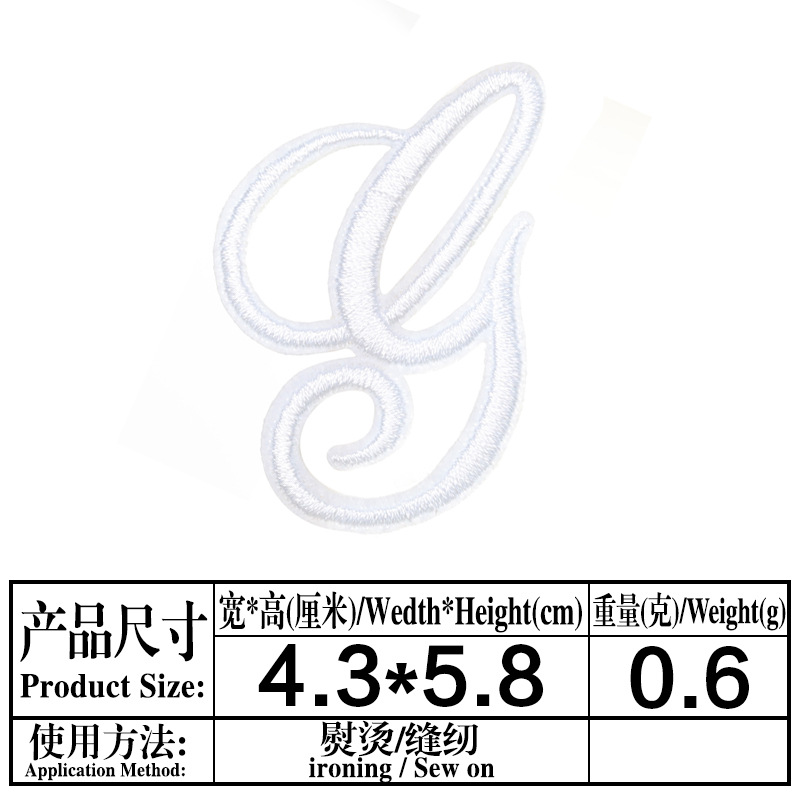 G
产品尺寸
Product Size:
宽*高(厘米)/Wedth*Height(cm)
重量(克)/Weight(g)
4.3*5.8
0.6
使用方法:
Application Method:
熨烫/缝纫
ironing / Sew on